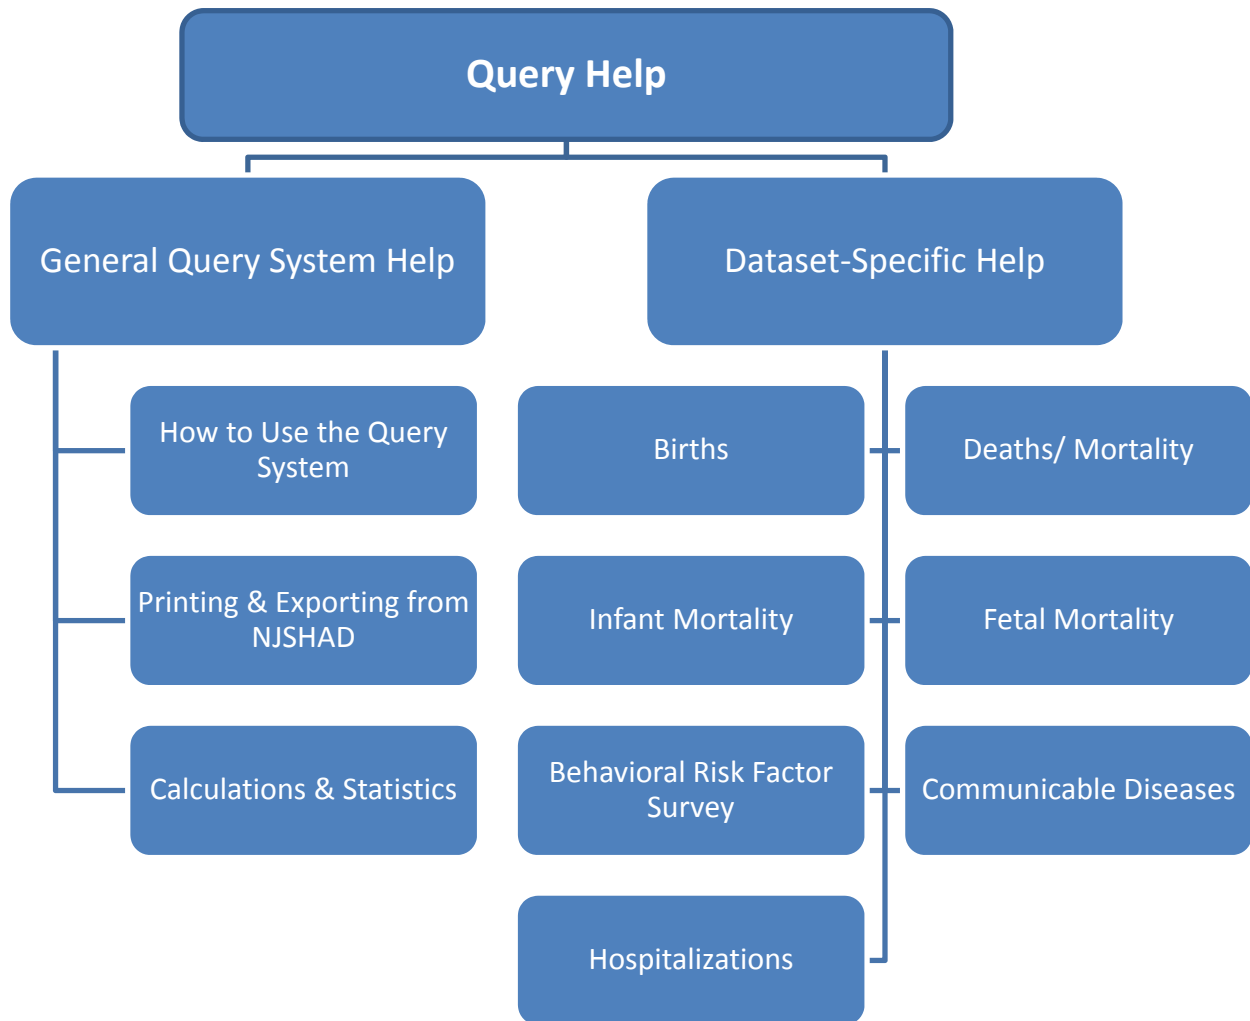 Query Help
General Query System Help
Dataset-Specific Help
How to Use the Query
System
Births
Deaths/ Mortality
Printing & Exporting from
NJSHAD
Infant Mortality
Fetal Mortality
Calculations & Statistics
Behavioral Risk Factor
Survey
Communicable Diseases
Hospitalizations